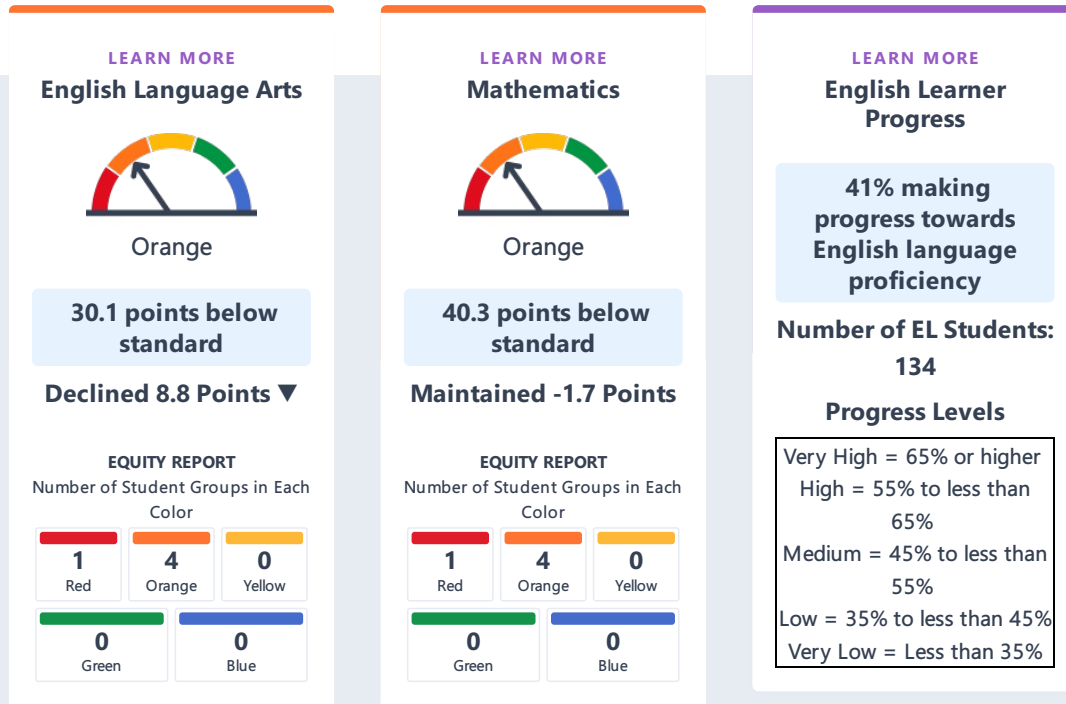 LEARN MORE
English Language Arts
Orange
30.1 points below
standard
Declined 8.8 Points ▼
EQUITY REPORT
Number of Student Groups in Each
Color
1
Red
4
Orange
0
Yellow
0
Green
0
Blue
LEARN MORE
Mathematics
Orange
40.3 points below
standard
Maintained -1.7 Points
EQUITY REPORT
Number of Student Groups in Each
Color
1
Red
4
Orange
0
Yellow
0
Green
0
Blue
LEARN MORE
English Learner
Progress
41% making
progress towards
English language
proficiency
Number of EL Students:
134
Progress Levels
Very High = 65% or higher
High = 55% to less than
65%
Medium = 45% to less than
55%
Low = 35% to less than 45%
Very Low = Less than 35%